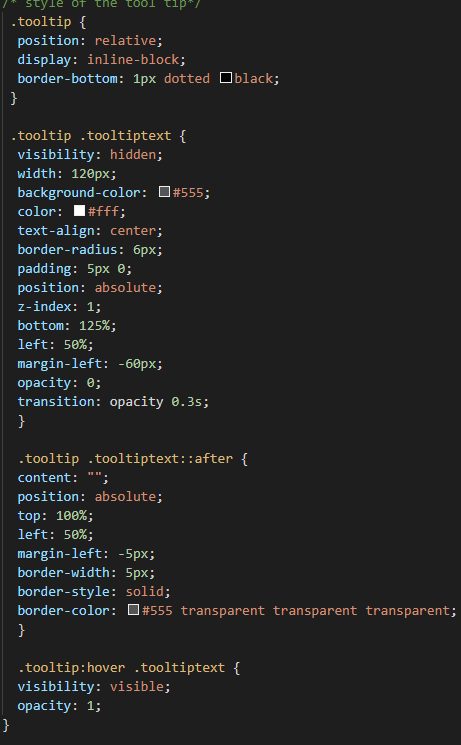 /* style of the tool tip*/
.tooltip {
position: relative;
display: inline-block;
border-bottom: 1px dotted black;
}
.tooltip .tooltiptext {
visibility: hidden;
width: 120px;
background-color: #555;
color: #fff;
text-align: center;
border-radius: 6px;
padding: 5px 0;
position: absolute;
z-index: 1;
bottom: 125%;
left: 50%;
margin-left: -60px;
opacity: 0;
transition: opacity 0.3s;
}
.tooltip .tooltiptext::after {
content: "";
position: absolute;
top: 100%;
left: 50%;
margin-left: -5px;
border-width: 5px;
border-style: solid;
border-color: #555 transparent transparent transparent;
}
.tooltip:hover .tooltiptext {
visibility: visible;
opacity: 1;
}